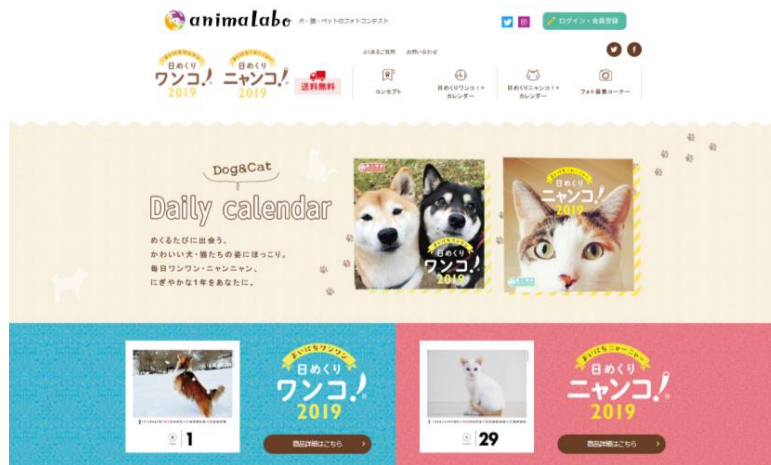 animalabo
犬・猫・ペットのフォトコンテスト
ログイン・会員登録
よくあるご質問
お問い合わせ
日めくり
ワンコ!
2019
日めくり
ニャンコ!
2019
送料無料
コンセプト
日めくりワンコ!®
カレンダー
日めくりニャンコ!®
カレンダー
フォト募集コーナー
Dog&Cat
Daily calendar
めくるたびに出会う、
かわいい犬・猫たちの姿にほっこり。
毎日ワンワン・ニャンニャン、
にぎやかな1年をあなたに。
日めくり
ワンコ!
2019
日めくり
ニャンコ!
2019
1
まいにちワンワン
日めくり
ワンコ!
2019
商品詳細はこちら
29
まいにちニャーニャー
日めくり
ニャンコ!
2019
商品詳細はこちら